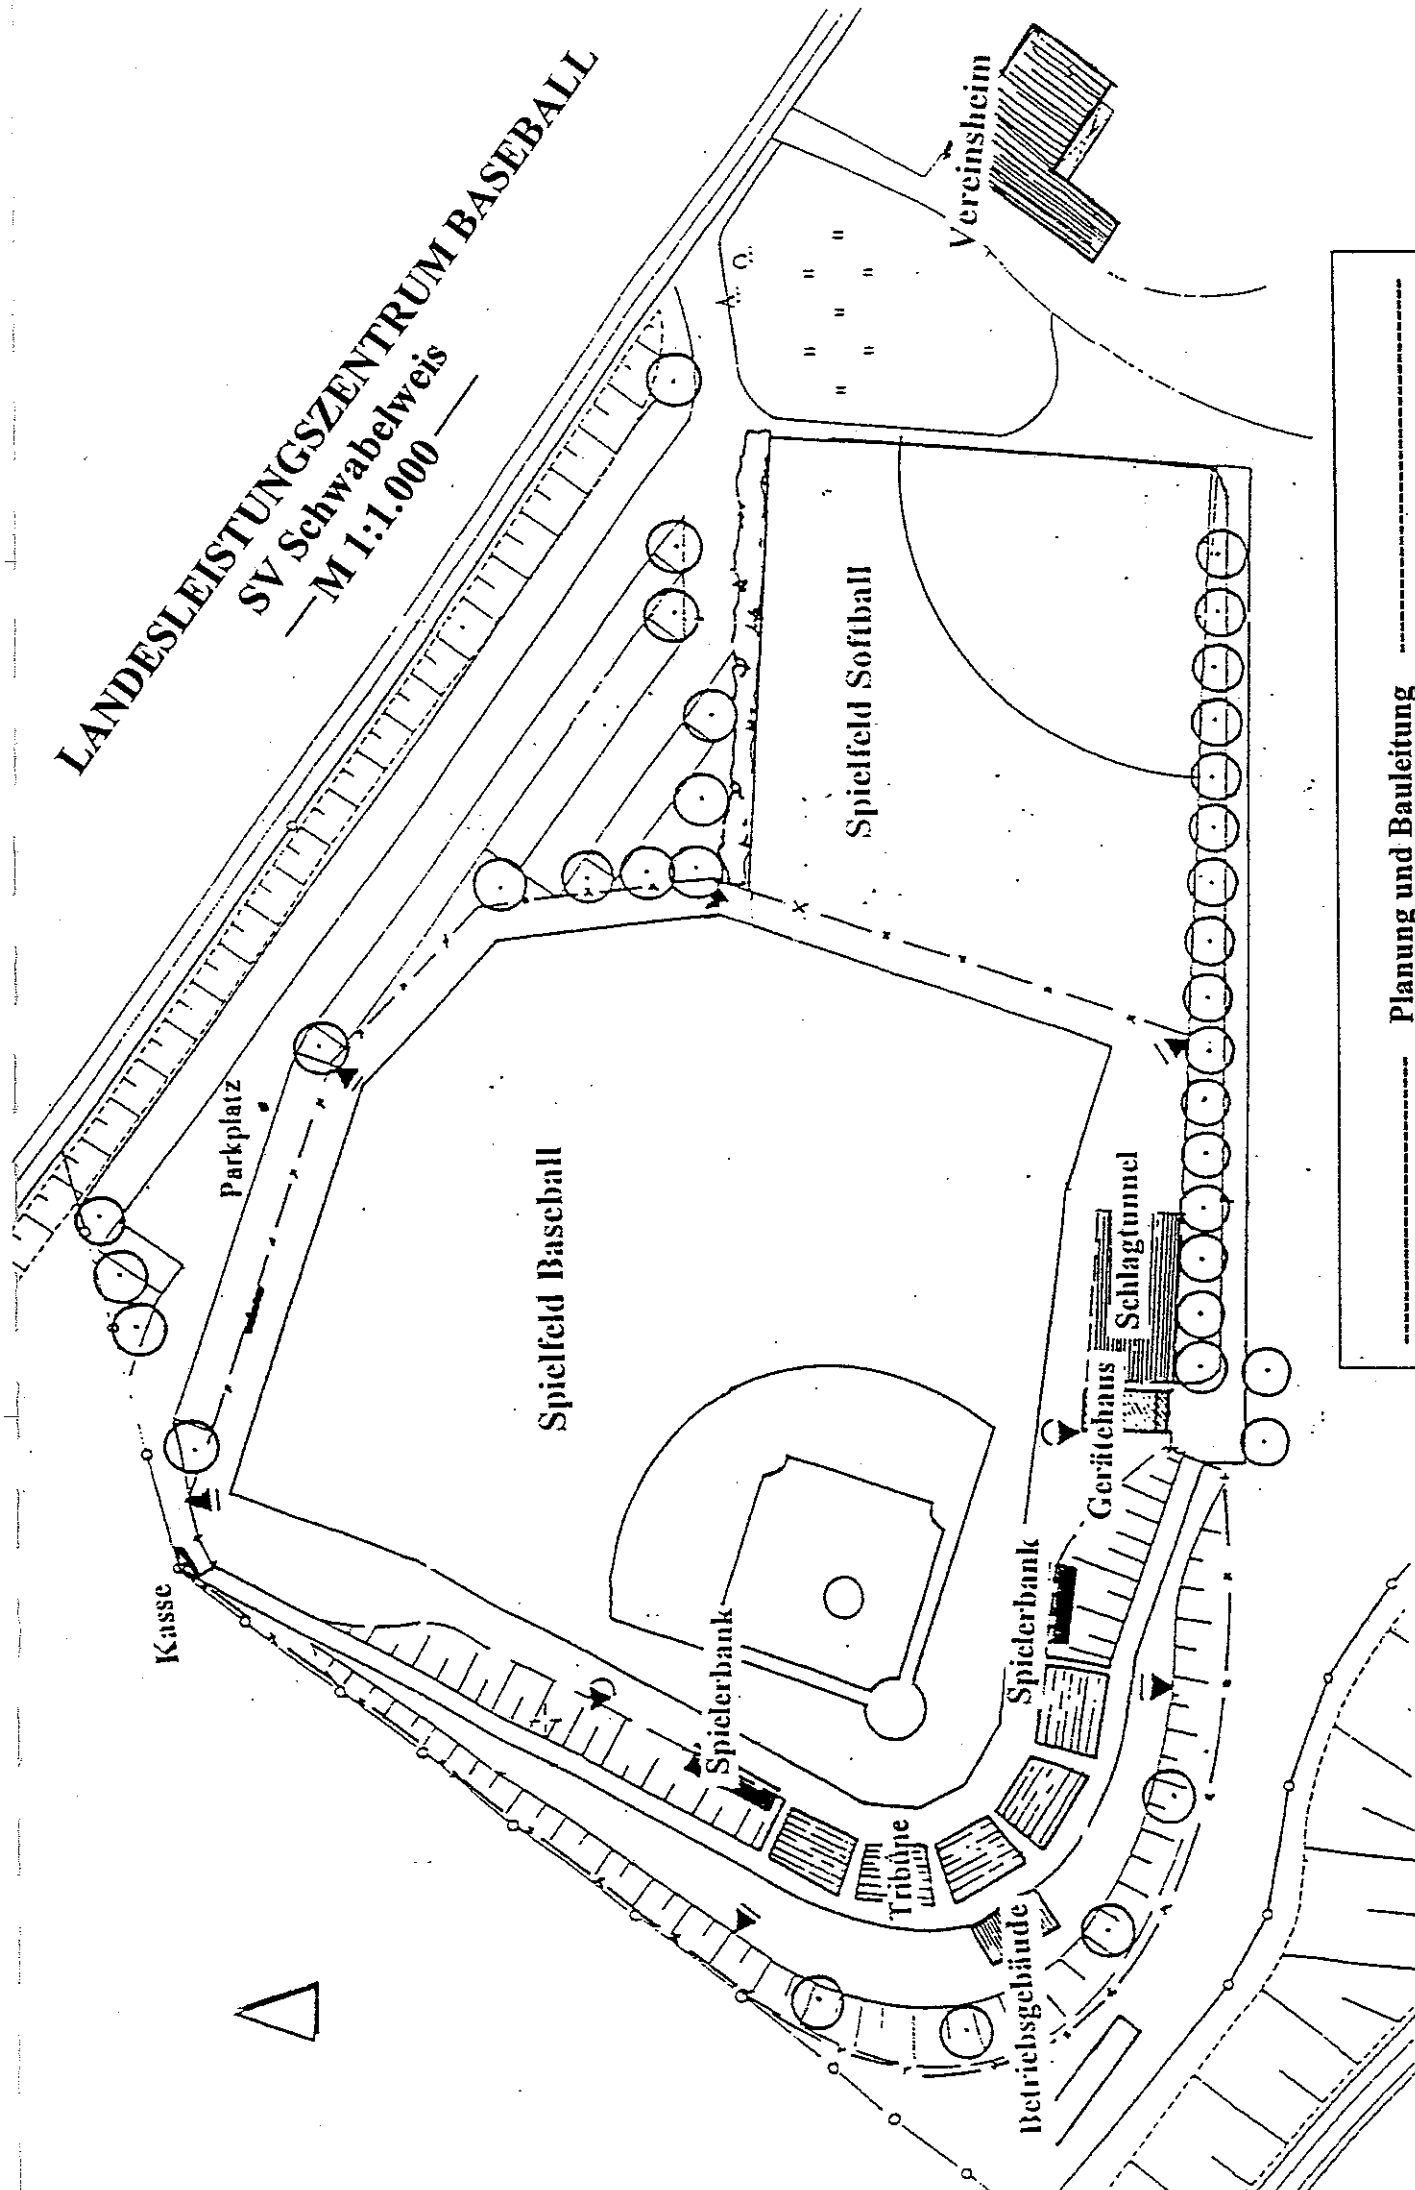 LANDESLEISTUNGSZENTRUM BASEBALL
SV Schwabelweis
M 1:1.000
Kasse
Parkplatz
Spielfeld Baseball
Spielerbank
Tribüne
Betriebsgebäude
Spielerbank
Gerätehaus
Schlagtunnel
Spielfeld Softball
Vereinsheim
Planung und Bauleitung